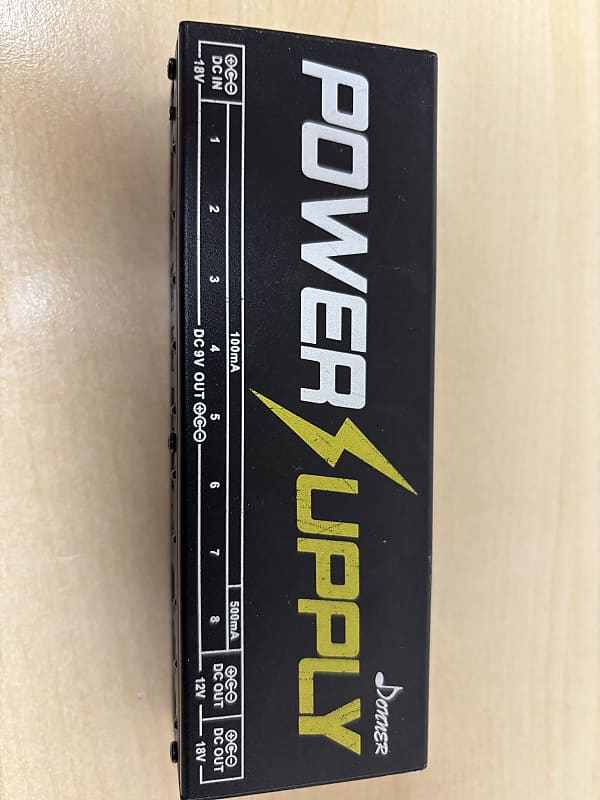 POWER
SUPPLY
DONNER
100mA
500mA
DC IN
18V
1 2 3 4 5 6 7 8
DC 9V OUT
DC OUT
12V
DC OUT
18V